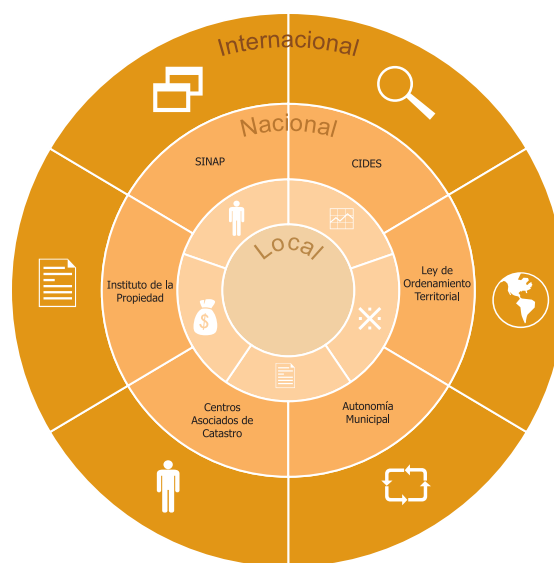 Internacional
Nacional
SINAP
CIDES
Local
Instituto de la
Propiedad
Ley de
Ordenamiento
Territorial
$
Centros
Asociados de
Catastro
Autonomía
Municipal